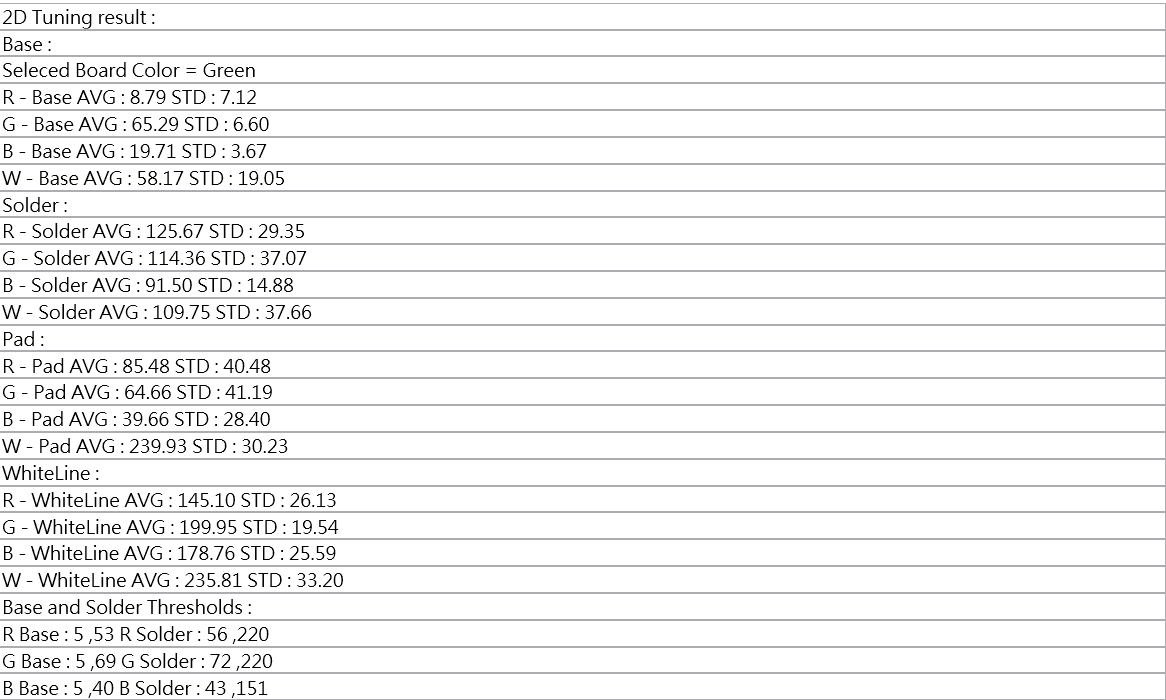 2D Tuning result :
Base :
Seleced Board Color = Green
R - Base AVG : 8.79 STD : 7.12
G - Base AVG : 65.29 STD : 6.60
B - Base AVG : 19.71 STD : 3.67
W - Base AVG : 58.17 STD : 19.05
Solder :
R - Solder AVG : 125.67 STD : 29.35
G - Solder AVG : 114.36 STD : 37.07
B - Solder AVG : 91.50 STD : 14.88
W - Solder AVG : 109.75 STD : 37.66
Pad :
R - Pad AVG : 85.48 STD : 40.48
G - Pad AVG : 64.66 STD : 41.19
B - Pad AVG : 39.66 STD : 28.40
W - Pad AVG : 239.93 STD : 30.23
WhiteLine :
R - WhiteLine AVG : 145.10 STD : 26.13
G - WhiteLine AVG : 199.95 STD : 19.54
B - WhiteLine AVG : 178.76 STD : 25.59
W - WhiteLine AVG : 235.81 STD : 33.20
Base and Solder Thresholds :
R Base : 5 ,53 R Solder : 56 ,220
G Base : 5 ,69 G Solder : 72 ,220
B Base : 5 ,40 B Solder : 43 ,151